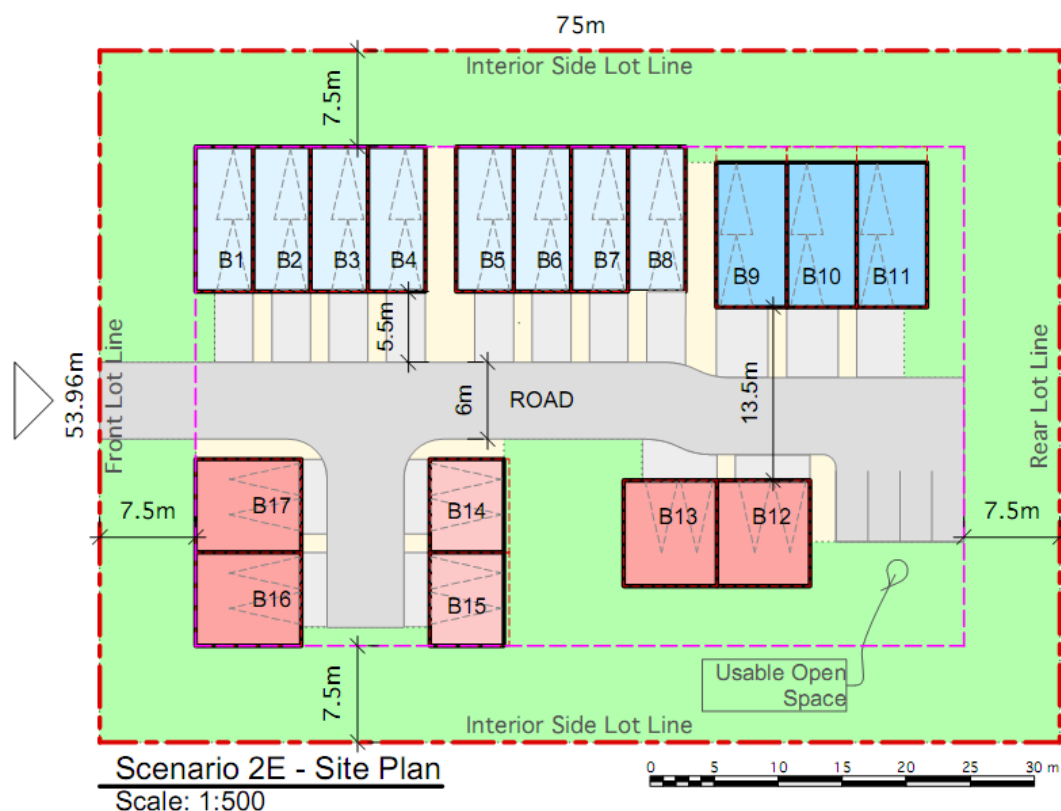 75m
Interior Side Lot Line
7.5m
B1
B2
B3
B4
B5
B6
B7
B8
B9
B10
B11
5.5m
53.96m
Front Lot Line
6m
ROAD
13.5m
Rear Lot Line
B17
B14
B13
B12
7.5m
7.5m
B16
B15
7.5m
Usable Open
Space
Interior Side Lot Line
Scenario 2E - Site Plan
Scale: 1:500
0 5 10 15 20 25 30 m